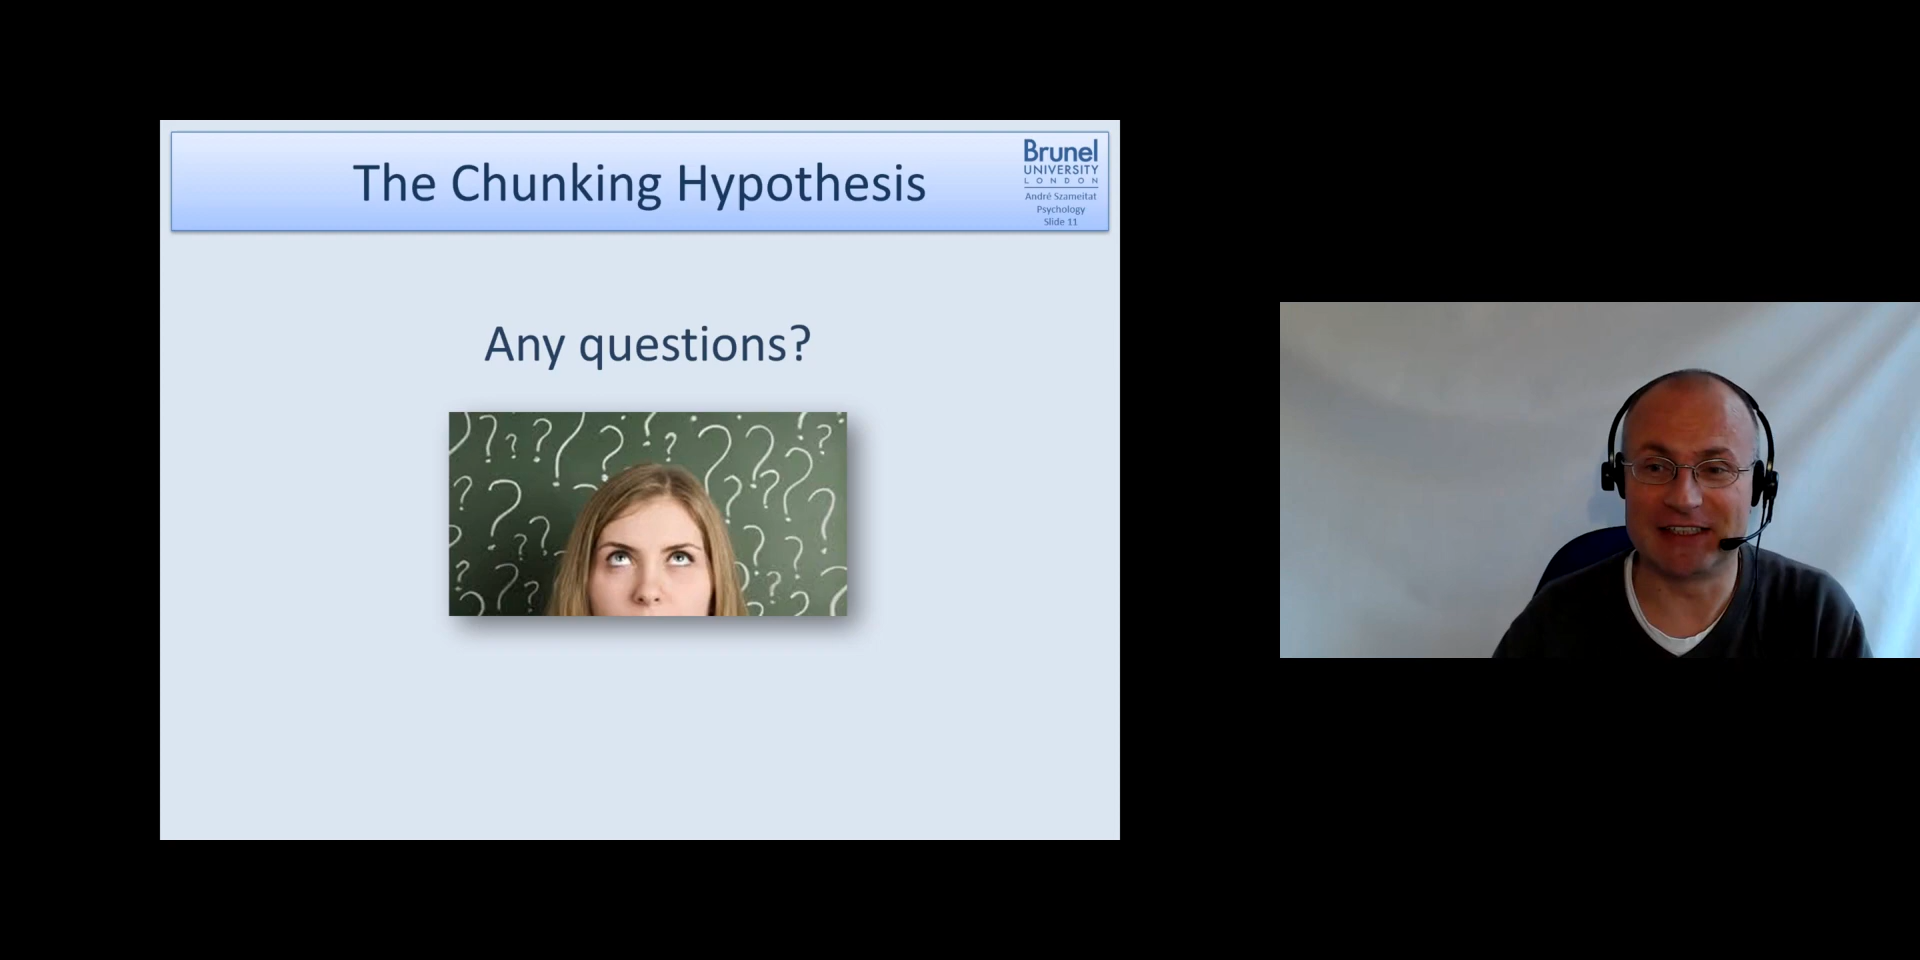 The Chunking Hypothesis
Brunel
UNIVERSITY
LONDON
André Szameitat
Psychology
Slide 11
Any questions?